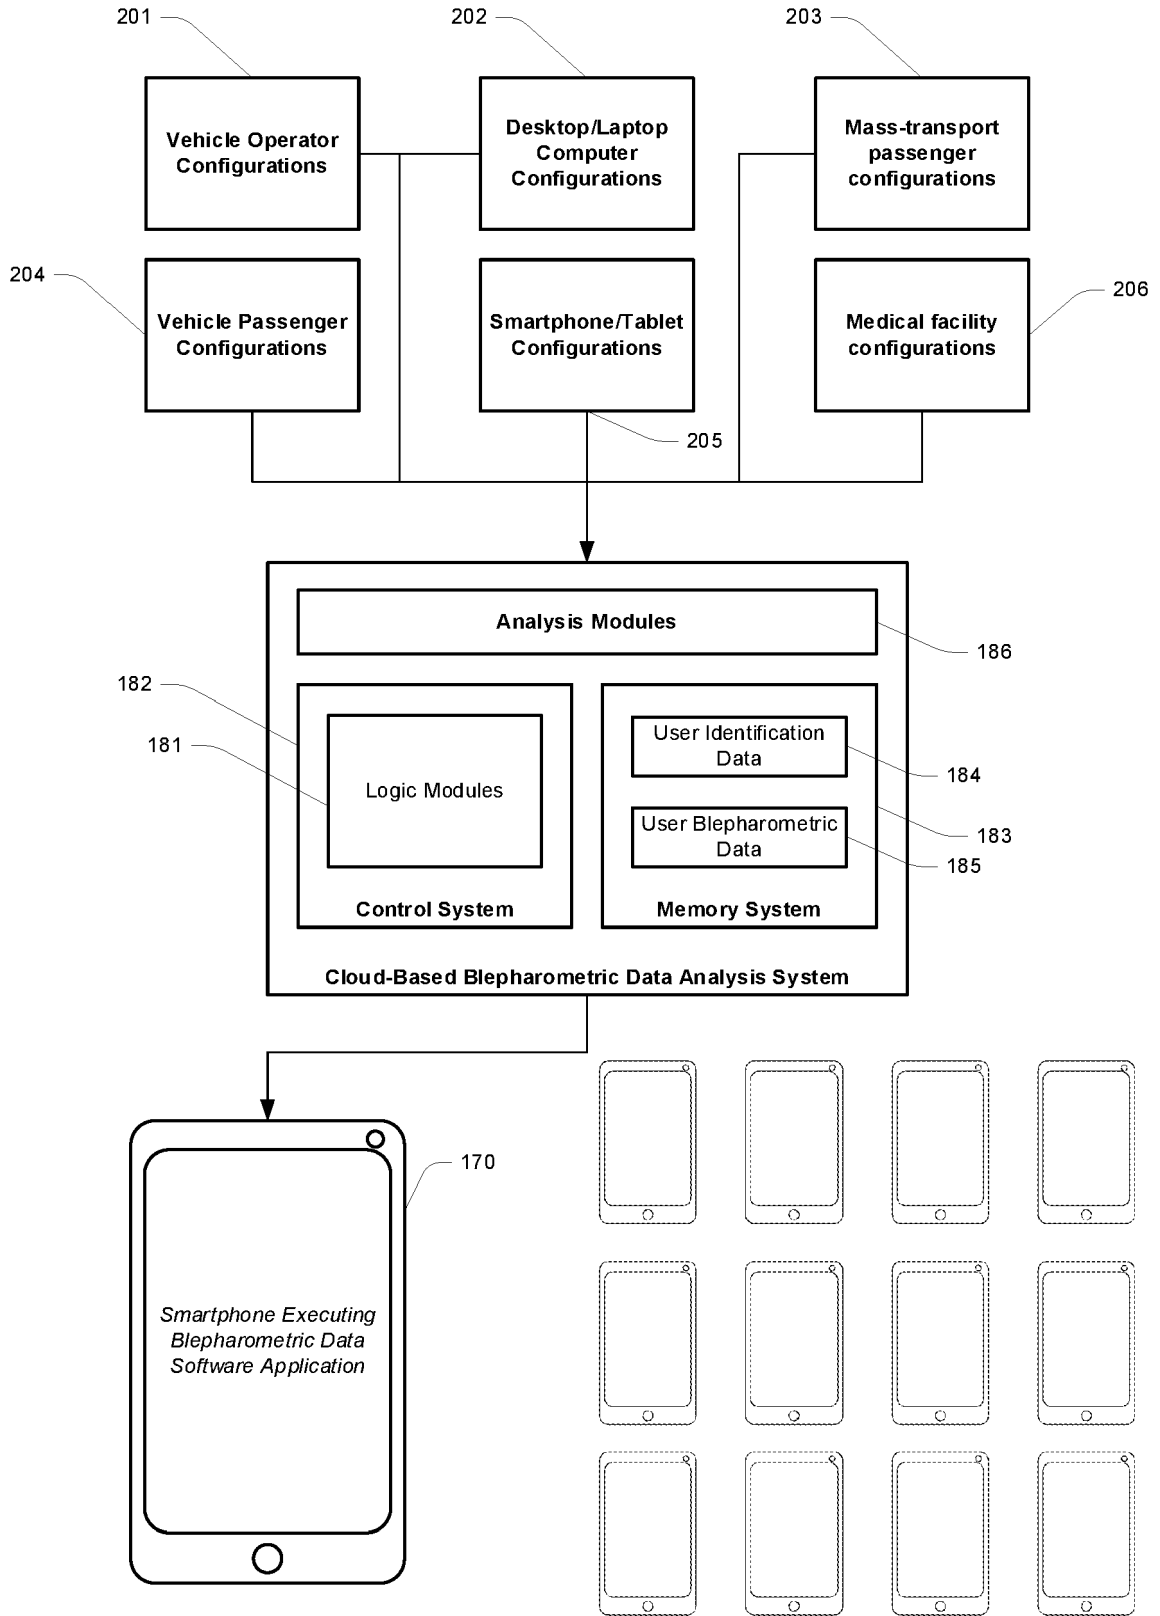 201
202
203
Vehicle Operator
Configurations
Desktop/Laptop
Computer
Configurations
Mass-transport
passenger
configurations
204
Vehicle Passenger
Configurations
Smartphone/Tablet
Configurations
Medical facility
configurations
206
205
Analysis Modules
186
182
181
Logic Modules
Control System
User Identification
Data
184
User Blepharometric
Data
183
185
Memory System
Cloud-Based Blepharometric Data Analysis System
170
Smartphone Executing
Blepharometric Data
Software Application